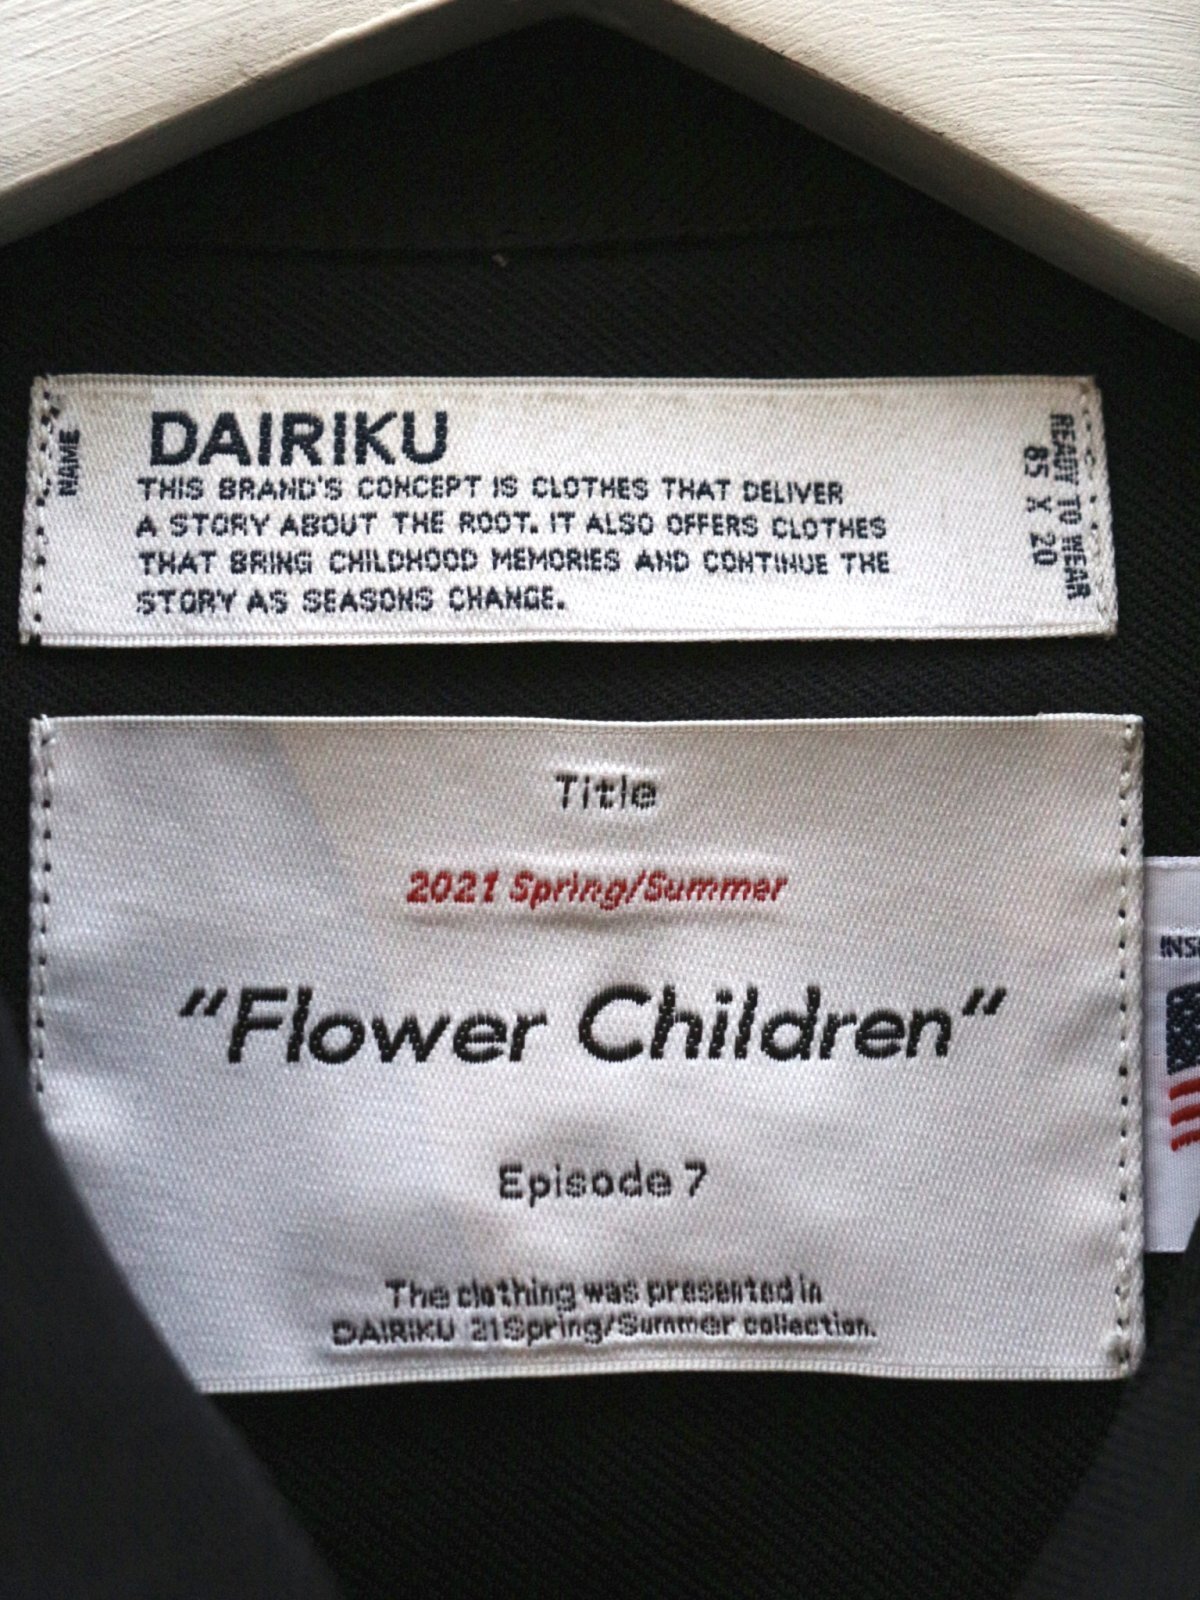 NAME
DAIRIKU
THIS BRAND'S CONCEPT IS CLOTHES THAT DELIVER
A STORY ABOUT THE ROOT. IT ALSO OFFERS CLOTHES
THAT BRING CHILDHOOD MEMORIES AND CONTINUE THE
STORY AS SEASONS CHANGE.
READY TO WEAR
85 X 20
Title
2021 Spring/Summer
"Flower Children"
Episode 7
The clothing was presented in
DAIRIKU 21Spring/Summer collection.